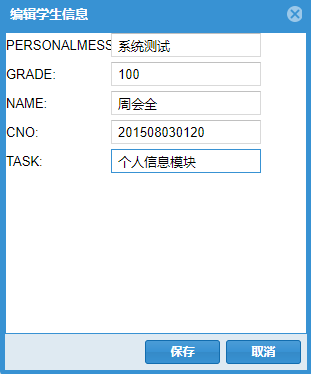 编辑学生信息
PERSONALMESS 系统测试
GRADE: 100
NAME: 周会全
CNO: 201508030120
TASK: 个人信息模块
保存 取消